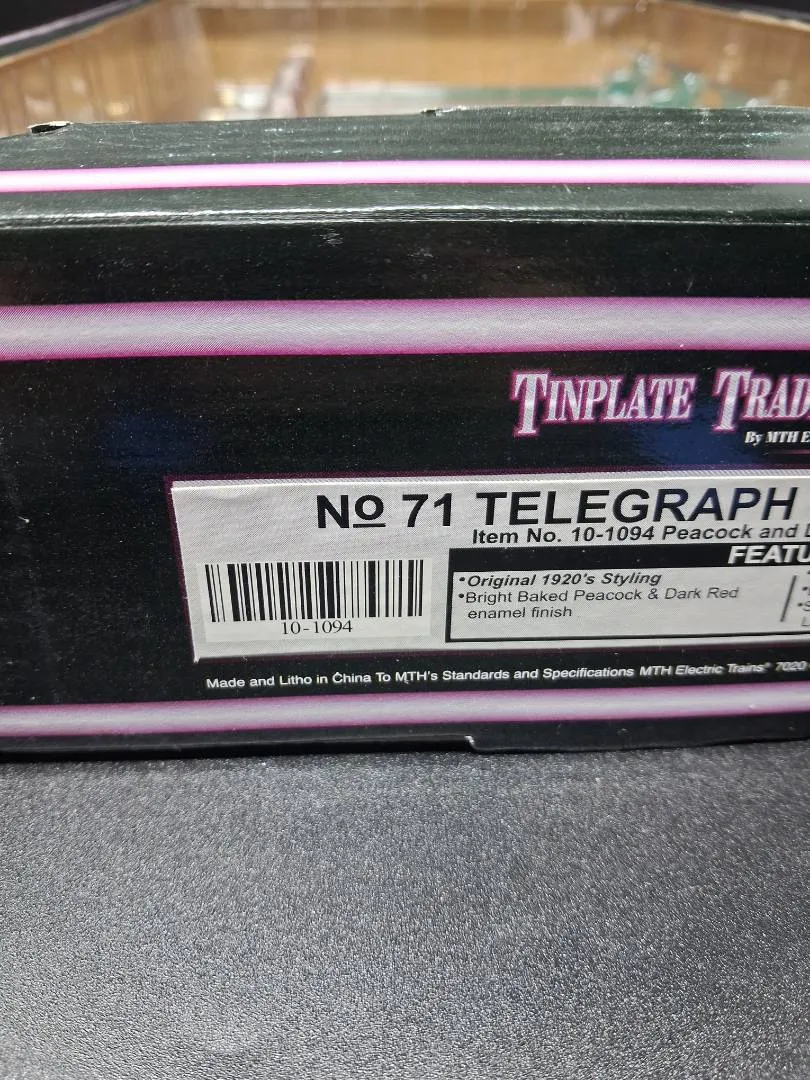 TINPLATE TRAD
By MTH E
No 71 TELEGRAPH
Item No. 10-1094 Peacock and D
FEATU
•Original 1920's Styling
•Bright Baked Peacock & Dark Red
enamel finish
10-1094
Made and Litho in China To MTH's Standards and Specifications MTH Electric Trains® 7020